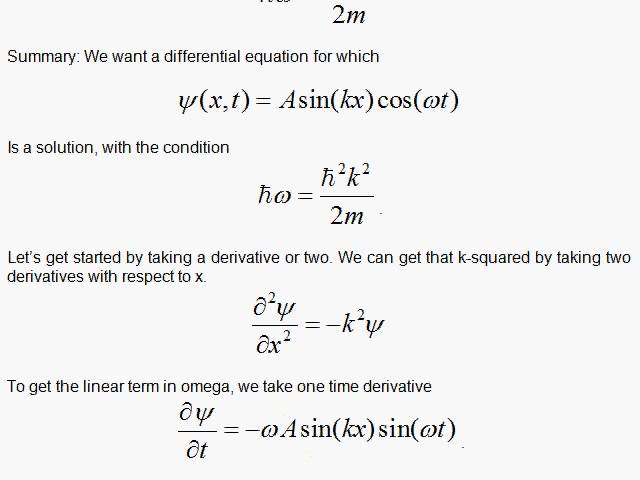 2m
Summary: We want a differential equation for which
ψ(x,t) = A sin(kx) cos(ωt)
Is a solution, with the condition
ħω = ħ²k² / 2m
Let's get started by taking a derivative or two. We can get that k-squared by taking two
derivatives with respect to x.
∂²ψ / ∂x² = −k²ψ
To get the linear term in omega, we take one time derivative
∂ψ / ∂t = −ωA sin(kx) sin(ωt)